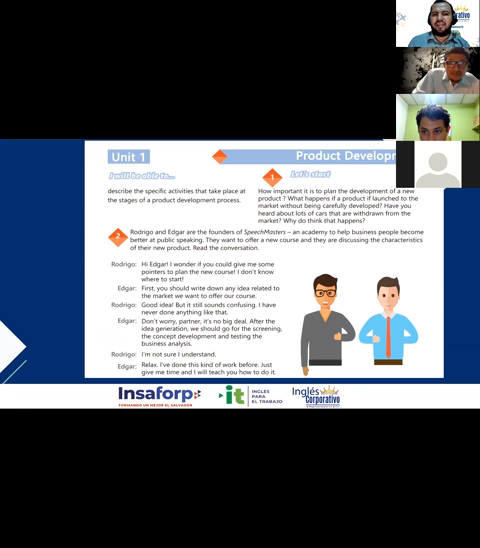 Unit 1
Product Develop
I will be able to...
1
Let's start
describe the specific activities that take place at
the stages of a product development process.
How important it is to plan the development of a new
product ? What happens if a product if launched to the
market without being carefully developed? Have you
heard about lots of cars that are withdrawn from the
market? Why do think that happens?
2
Rodrigo and Edgar are the founders of SpeechMasters – an academy to help business people become
better at public speaking. They want to offer a new course and they are discussing the characteristics
of their new product. Read the conversation.
Rodrigo: Hi Edgar! I wonder if you could give me some
pointers to plan the new course! I don't know
where to start!
Edgar: First, you should write down any idea related to
the market we want to offer our course.
Rodrigo: Good idea! But it still sounds confusing. I have
never done anything like that.
Edgar: Don't worry, partner, it's no big deal. After the
idea generation, we should go for the screening,
the concept development and testing the
business analysis.
Rodrigo: I'm not sure I understand.
Edgar: Relax. I've done this kind of work before. Just
give me time and I will teach you how to do it.
Insaforp
FORMANDO UN MEJOR EL SALVADOR
it
INGLÉS
PARA
EL TRABAJO
Inglés
Corporativo